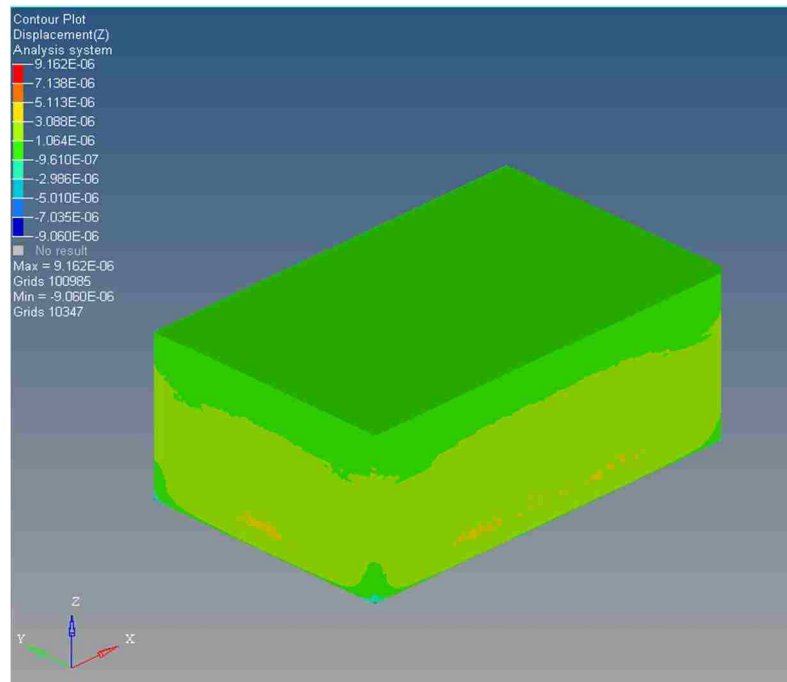 Contour Plot
Displacement(Z)
Analysis system
9.162E-06
7.138E-06
5.113E-06
3.088E-06
1.064E-06
-9.610E-07
-2.986E-06
-5.010E-06
-7.035E-06
-9.060E-06
No result
Max = 9.162E-06
Grids 100985
Min = -9.060E-06
Grids 10347
Z
Y
X